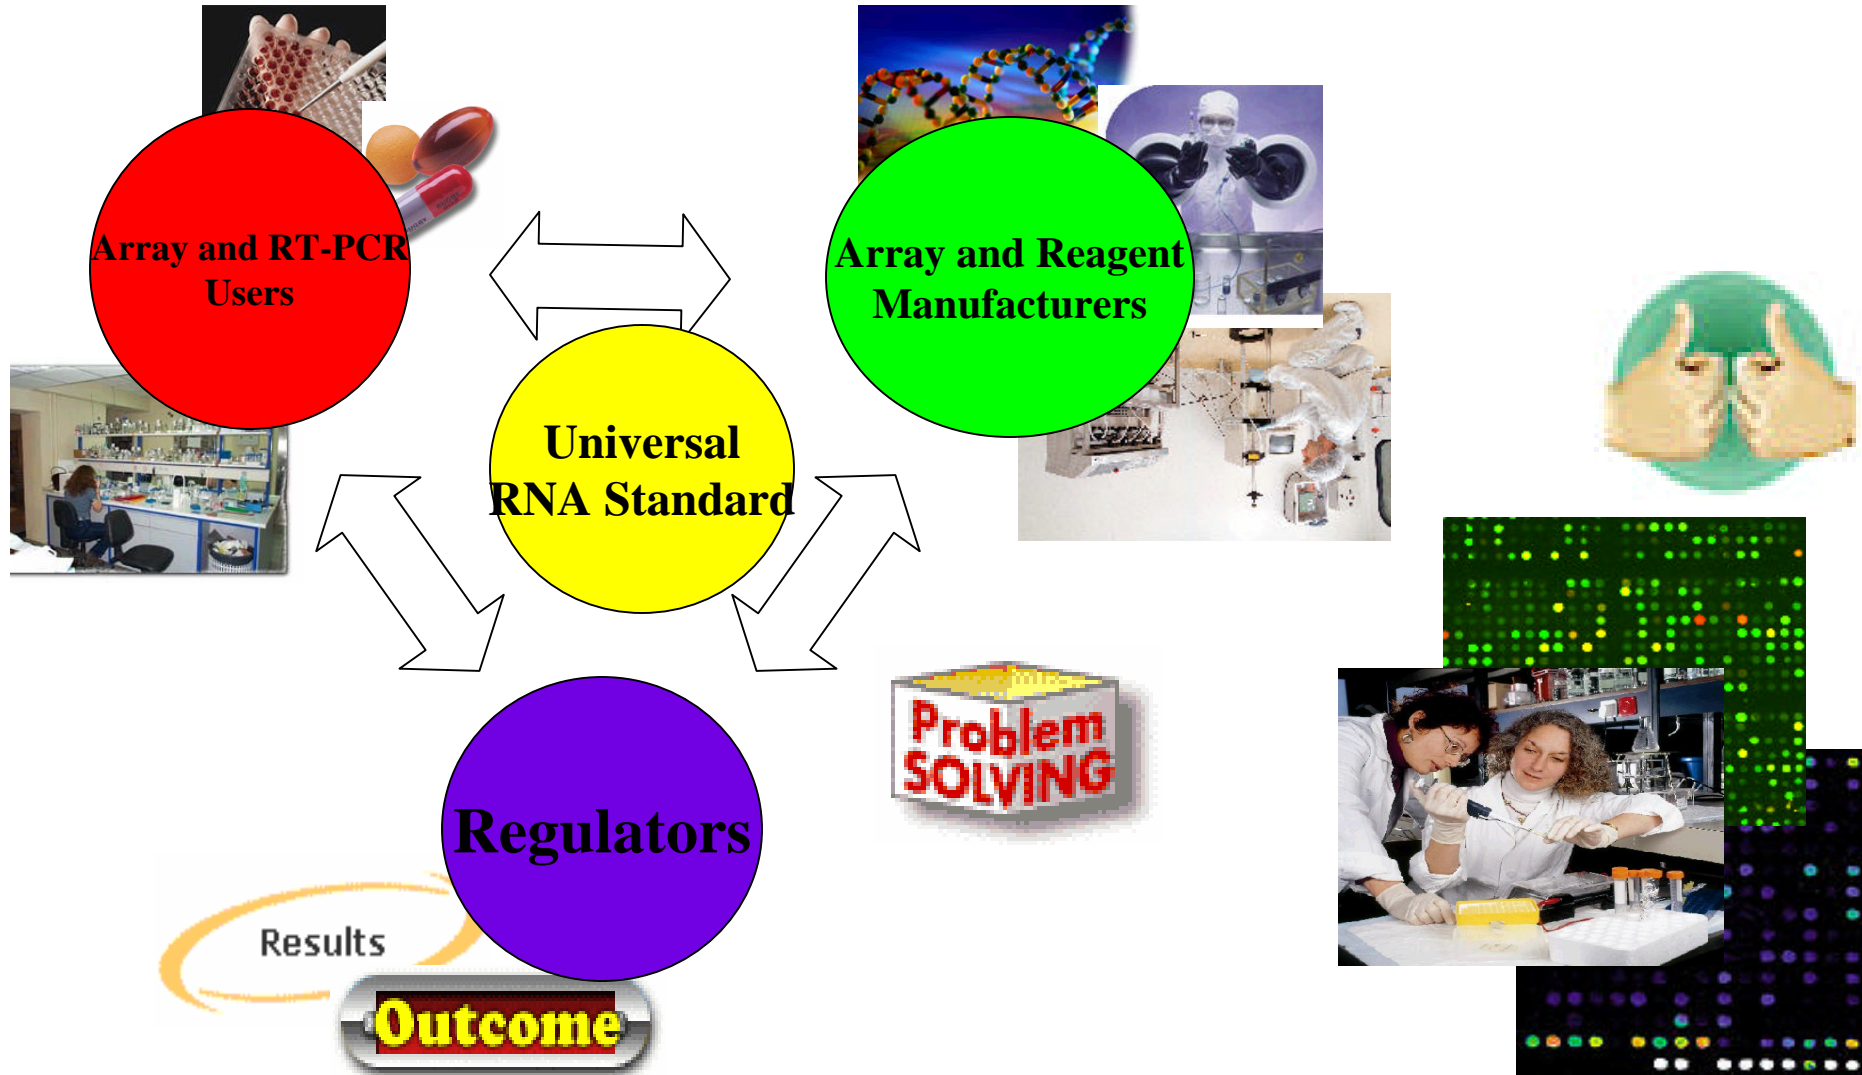 Array and RT-PCR
Users
Array and Reagent
Manufacturers
Universal
RNA Standard
Problem
SOLVING
Regulators
Results
Outcome